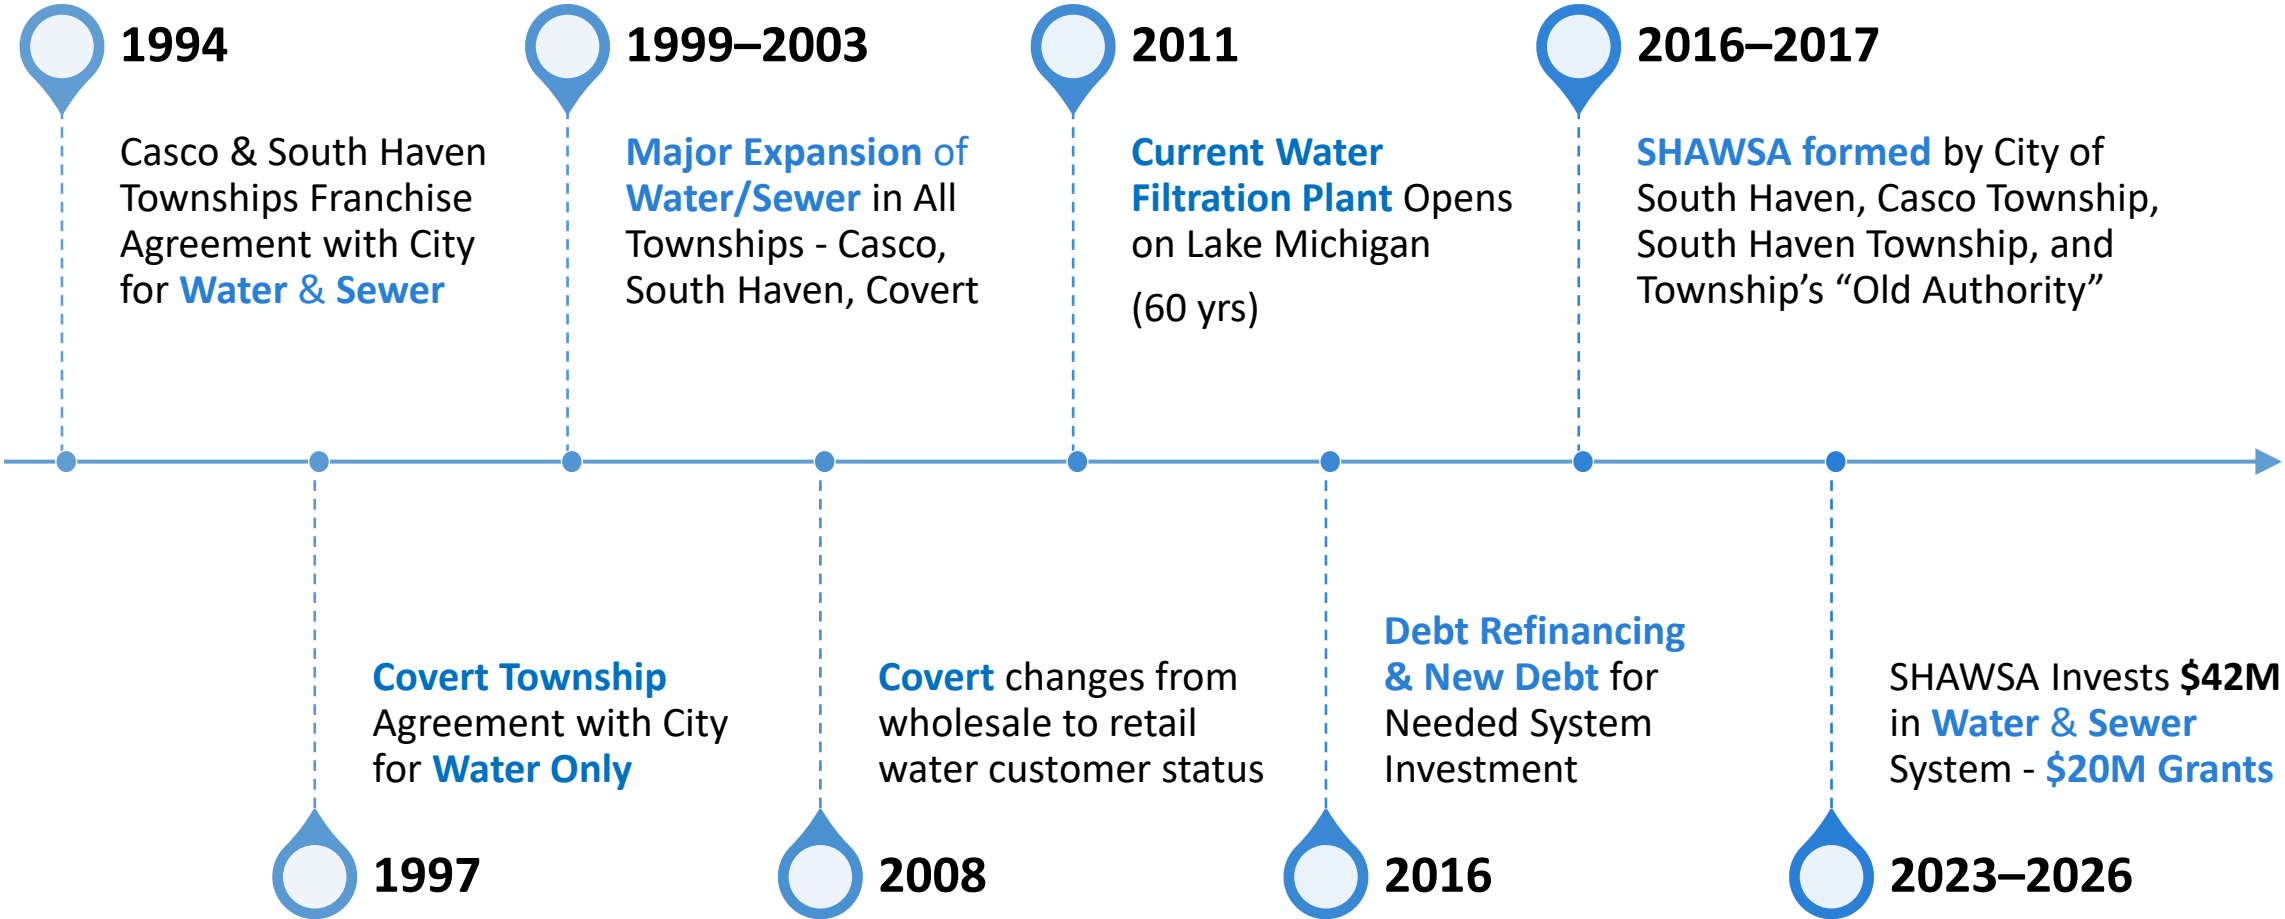 1994
Casco & South Haven
Townships Franchise
Agreement with City
for Water & Sewer
1999–2003
Major Expansion of
Water/Sewer in All
Townships - Casco,
South Haven, Covert
2011
Current Water
Filtration Plant Opens
on Lake Michigan
(60 yrs)
2016–2017
SHAWSA formed by City of
South Haven, Casco Township,
South Haven Township, and
Township’s “Old Authority”
Covert Township
Agreement with City
for Water Only
1997
Covert changes from
wholesale to retail
water customer status
2008
Debt Refinancing
& New Debt for
Needed System
Investment
2016
SHAWSA Invests $42M
in Water & Sewer
System - $20M Grants
2023–2026